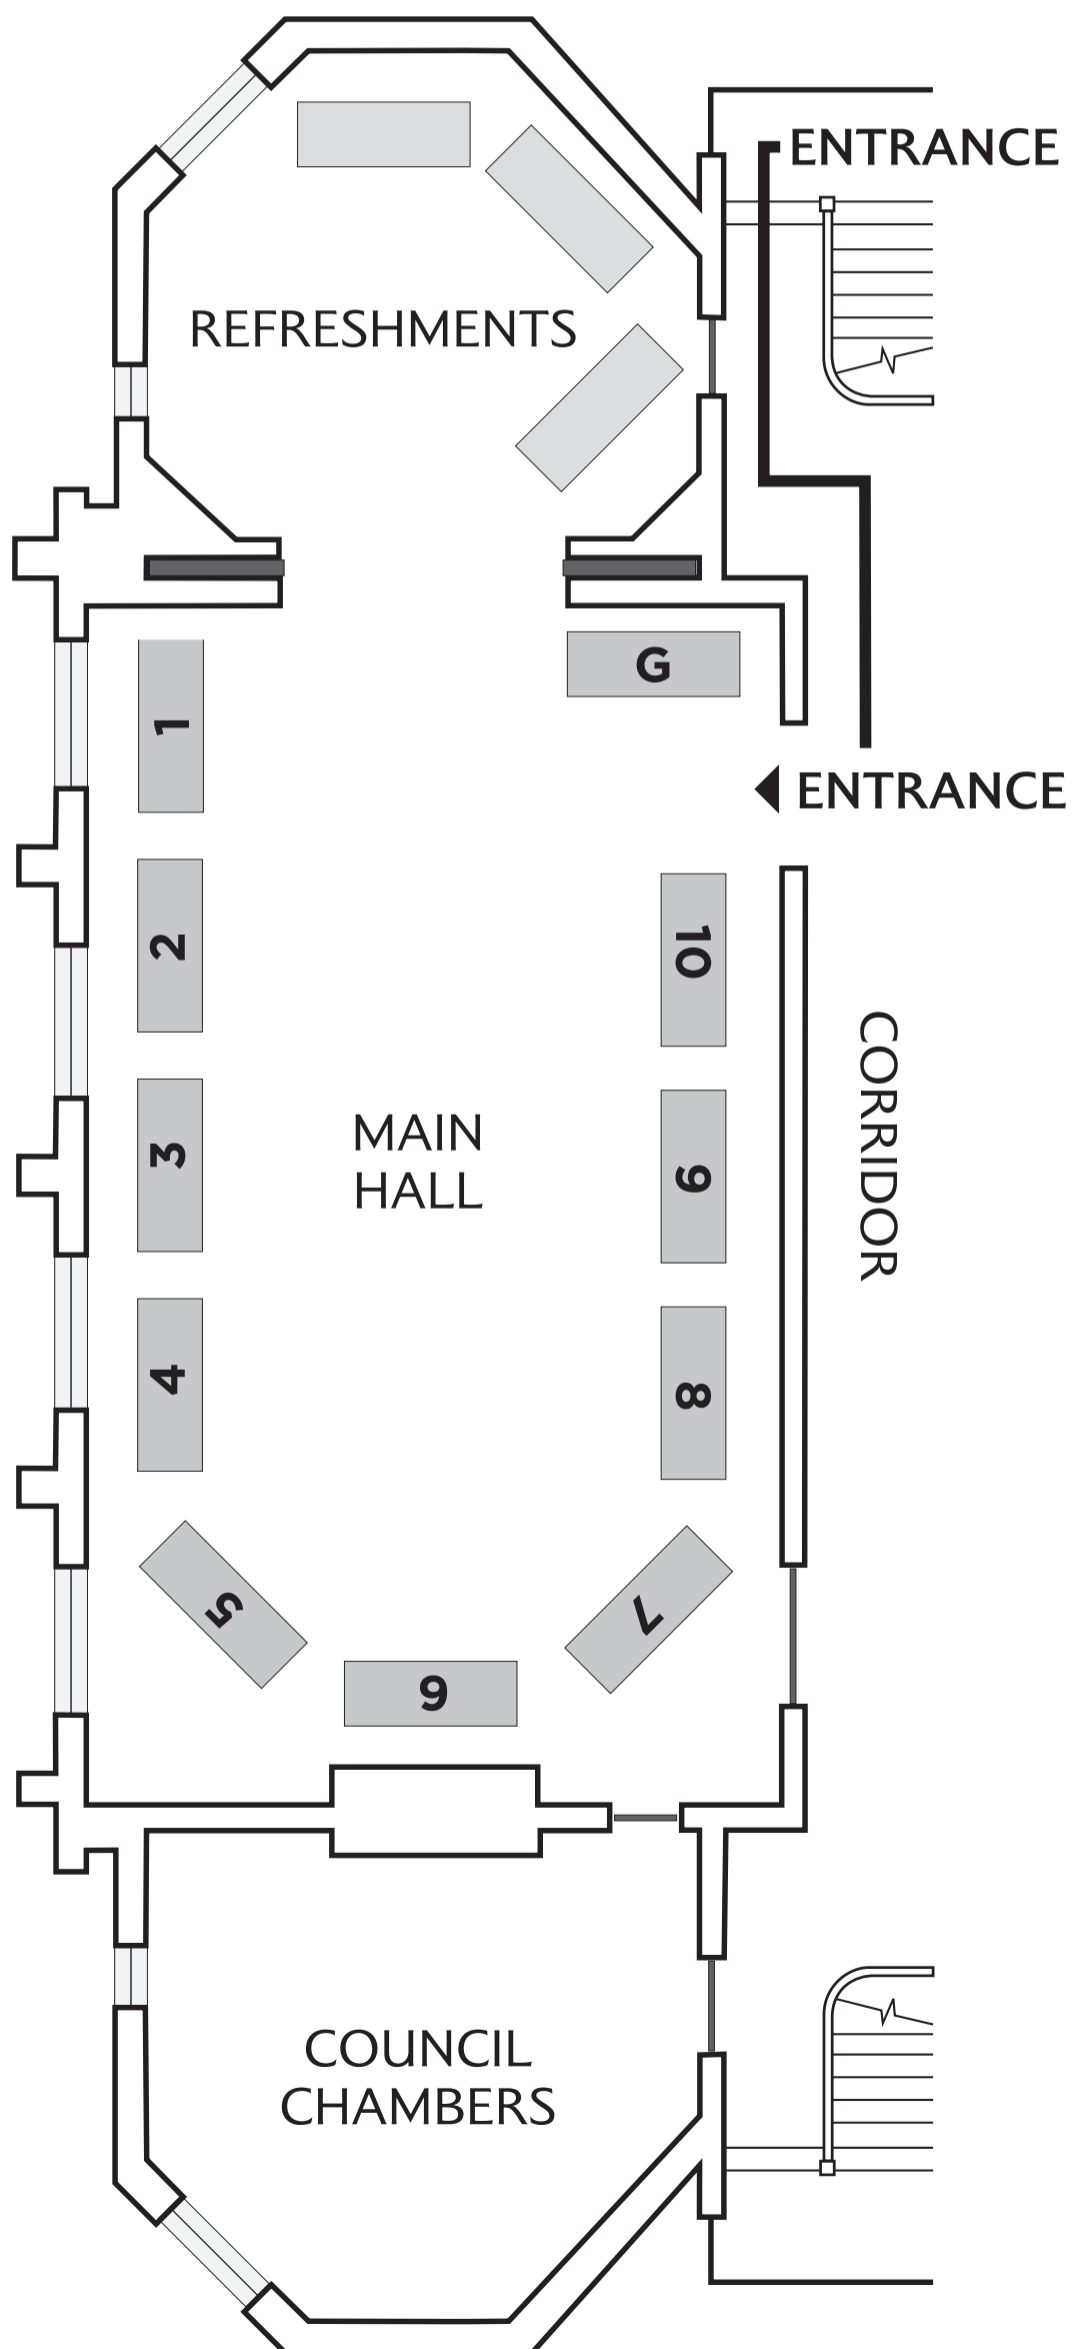 ENTRANCE
REFRESHMENTS
G
1
ENTRANCE
2
10
3
MAIN
HALL
9
CORRIDOR
4
8
5
7
6
COUNCIL
CHAMBERS